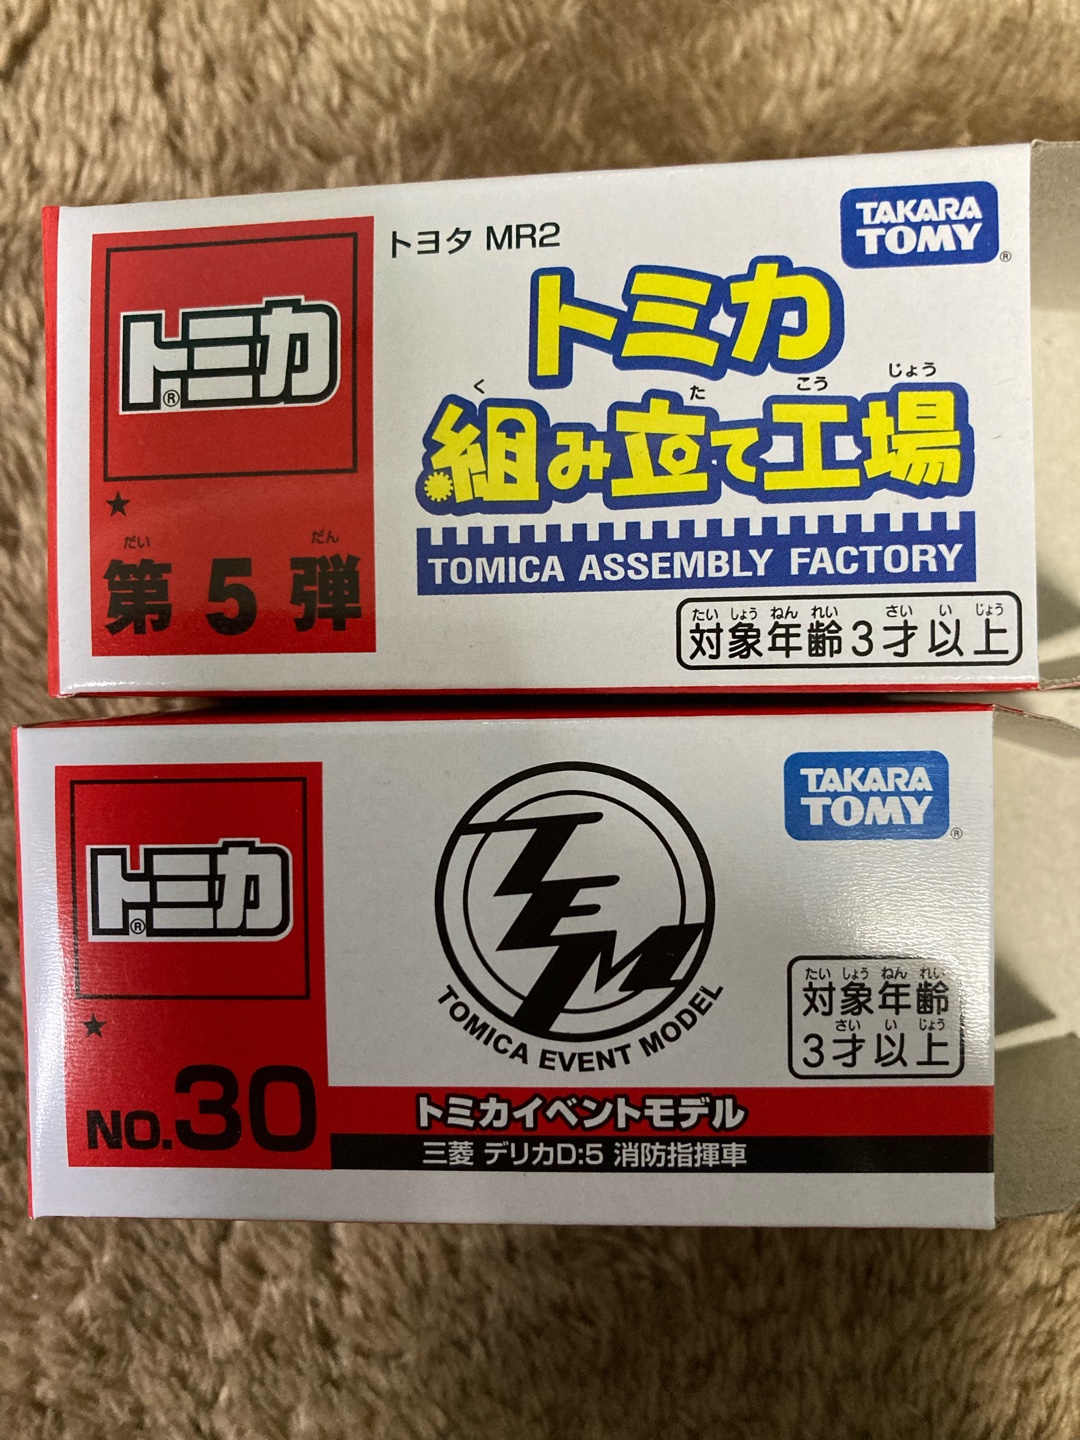 トヨタ MR2
TAKARA
TOMY
®
トミカ
®
トミカ
く た こう じょう
組み立て工場
TOMICA ASSEMBLY FACTORY
★
だい だん
第5弾
たい しょう ねん れい さい い じょう
対象年齢3才以上
TAKARA
TOMY
®
トミカ
®
TEM
TOMICA EVENT MODEL
たい しょう ねん れい
対象年齢
さい い じょう
3才以上
★
NO.30
トミカイベントモデル
三菱 デリカD:5 消防指揮車